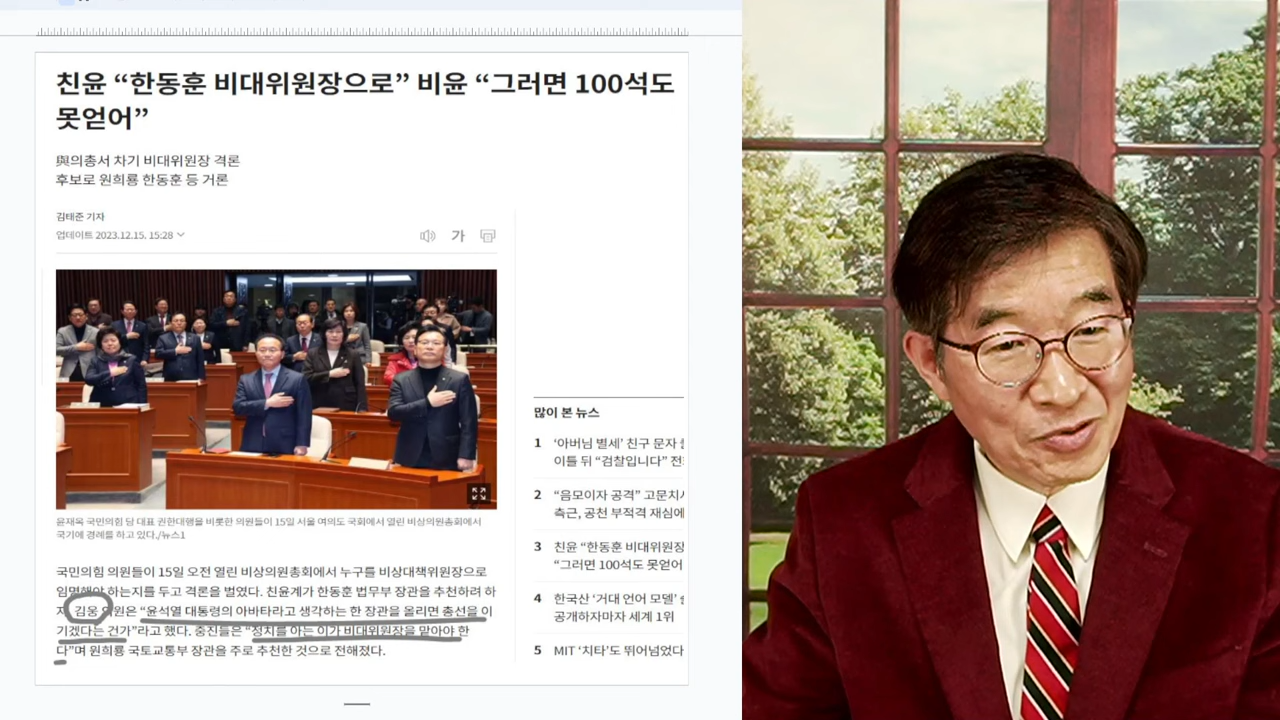 친윤 “한동훈 비대위원장으로” 비윤 “그러면 100석도
못얻어”
與의총서 차기 비대위원장 격론
후보로 원희룡 한동훈 등 거론
김태준 기자
업데이트 2023.12.15. 15:28
가
윤재옥 국민의힘 당 대표 권한대행을 비롯한 의원들이 15일 서울 여의도 국회에서 열린 비상의원총회에서
국기에 경례를 하고 있다./뉴스1
국민의힘 의원들이 15일 오전 열린 비상의원총회에서 누구를 비상대책위원장으로
임명해야 하는지를 두고 격론을 벌였다. 친윤계가 한동훈 법무부 장관을 추천하려 하
자 김웅 의원은 “윤석열 대통령의 아바타라고 생각하는 한 장관을 올리면 총선을 이
기겠다는 건가”라고 했다. 중진들은 “정치를 아는 이가 비대위원장을 맡아야 한
다”며 원희룡 국토교통부 장관을 주로 추천한 것으로 전해졌다.
많이 본 뉴스
1 ‘아버님 별세’ 친구 문자
이틀 뒤 “검찰입니다”
2 “음모이자 공격” 고문치사
측근, 공천 부적격 재심에
3 친윤 “한동훈 비대위원장
“그러면 100석도 못얻어
4 한국산 ‘거대 언어 모델’
공개하자마자 세계 1위
5 MIT ‘치타’도 뛰어넘었다